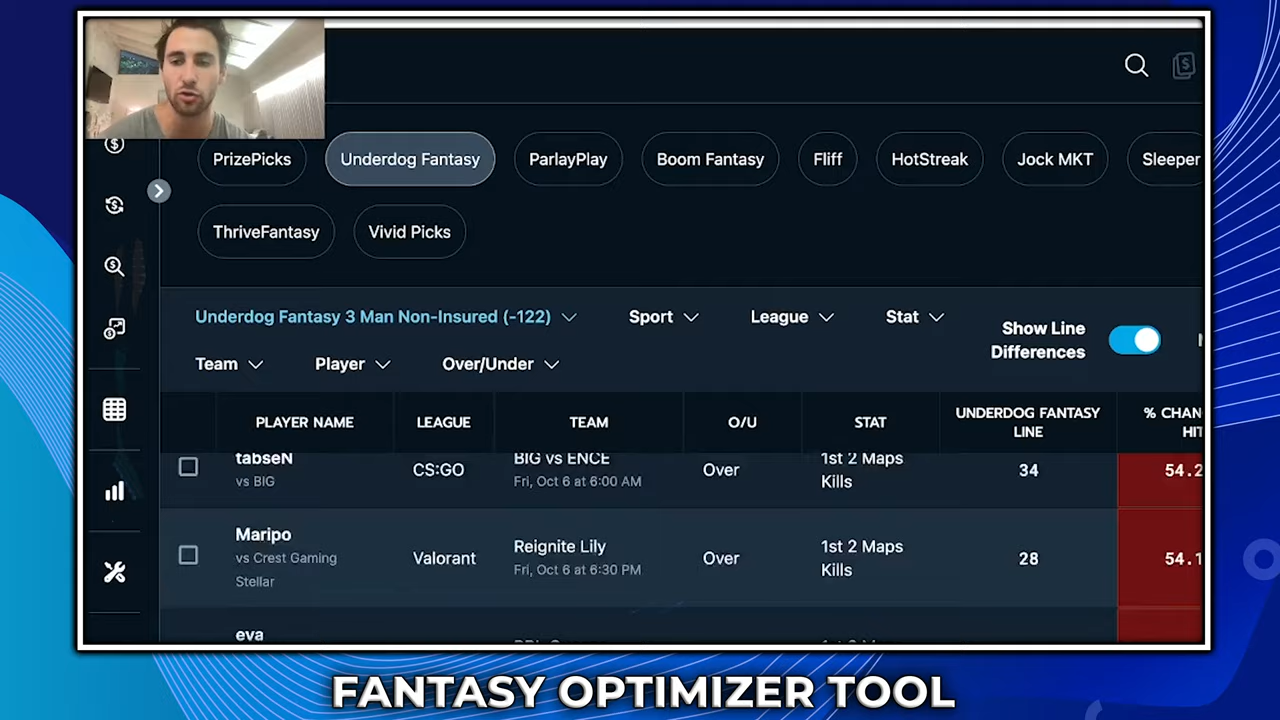 PrizePicks
Underdog Fantasy
ParlayPlay
Boom Fantasy
Fliff
HotStreak
Jock MKT
Sleeper
ThriveFantasy
Vivid Picks
Underdog Fantasy 3 Man Non-Insured (-122)
Sport
League
Stat
Show Line
Differences
Team
Player
Over/Under
PLAYER NAME
LEAGUE
TEAM
O/U
STAT
UNDERDOG FANTASY
LINE
% CHAN
HIT
tabseN
vs BIG
CS:GO
BIG vs ENCE
Fri, Oct 6 at 6:00 AM
Over
1st 2 Maps
Kills
34
54.2
Maripo
vs Crest Gaming
Stellar
Valorant
Reignite Lily
Fri, Oct 6 at 6:30 PM
Over
1st 2 Maps
Kills
28
54.1
eva
FANTASY OPTIMIZER TOOL